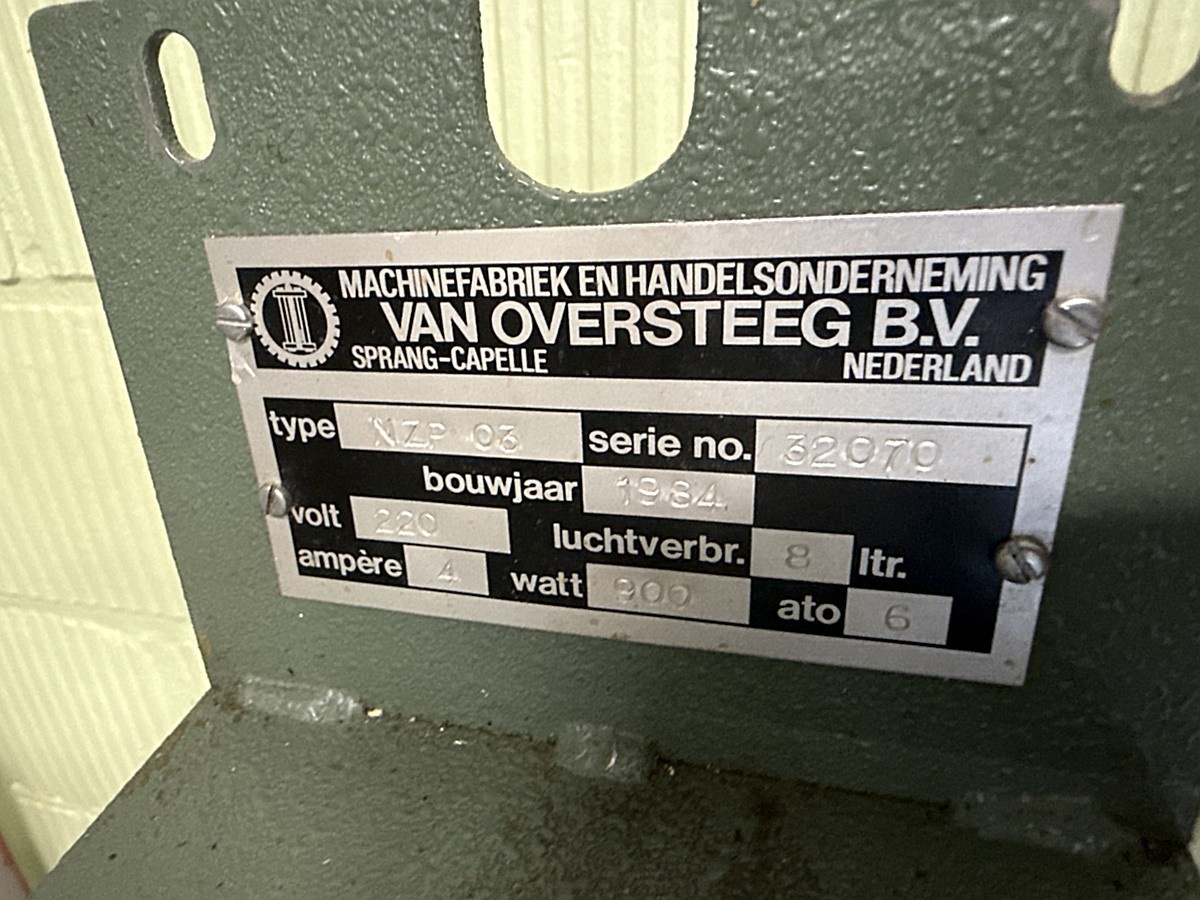 MACHINEFABRIEK EN HANDELSONDERNEMING
VAN OVERSTEEG B.V.
SPRANG-CAPELLE NEDERLAND
type NZP 03 serie no. 32070
bouwjaar 1984
volt 220 luchtverbr. 8 ltr.
ampère 4 watt 900 ato 6